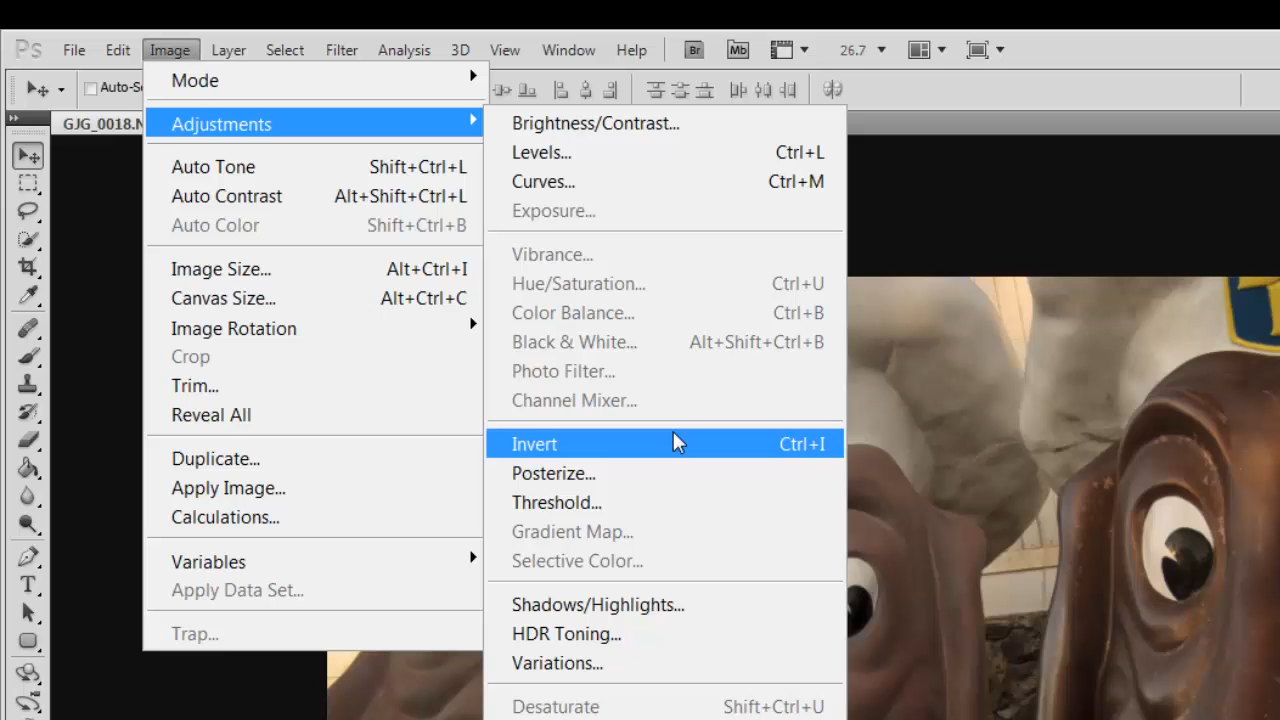 Ps File Edit Image Layer Select Filter Analysis 3D View Window Help Br Mb 26.7
Auto-S
GJG_0018.N
Mode
Adjustments
Auto Tone Shift+Ctrl+L
Auto Contrast Alt+Shift+Ctrl+L
Auto Color Shift+Ctrl+B
Image Size... Alt+Ctrl+I
Canvas Size... Alt+Ctrl+C
Image Rotation
Crop
Trim...
Reveal All
Duplicate...
Apply Image...
Calculations...
Variables
Apply Data Set...
Trap...
Brightness/Contrast...
Levels... Ctrl+L
Curves... Ctrl+M
Exposure...
Vibrance...
Hue/Saturation... Ctrl+U
Color Balance... Ctrl+B
Black & White... Alt+Shift+Ctrl+B
Photo Filter...
Channel Mixer...
Invert Ctrl+I
Posterize...
Threshold...
Gradient Map...
Selective Color...
Shadows/Highlights...
HDR Toning...
Variations...
Desaturate Shift+Ctrl+U
T